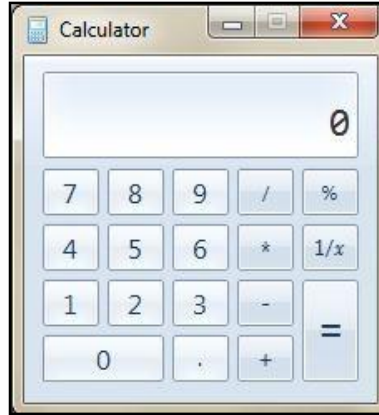 Calculator
0
7 8 9 / %
4 5 6 * 1/x
1 2 3 - =
0 . +